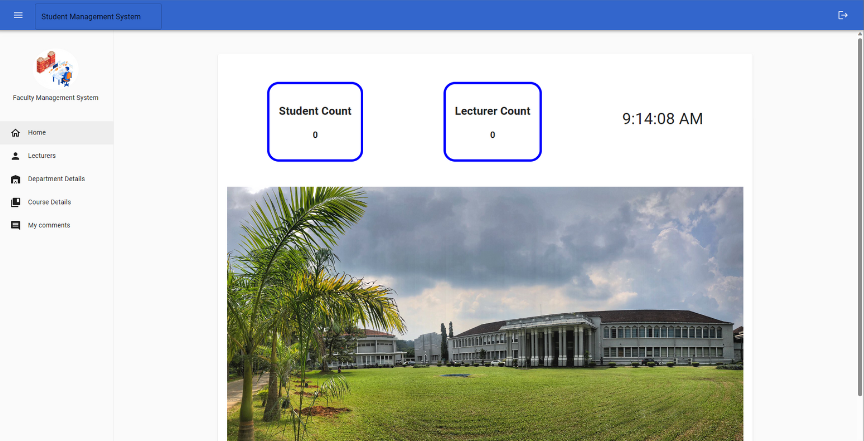 Student Management System
Faculty Management System
Home
Lecturers
Department Details
Course Details
My comments
Student Count
0
Lecturer Count
0
9:14:08 AM